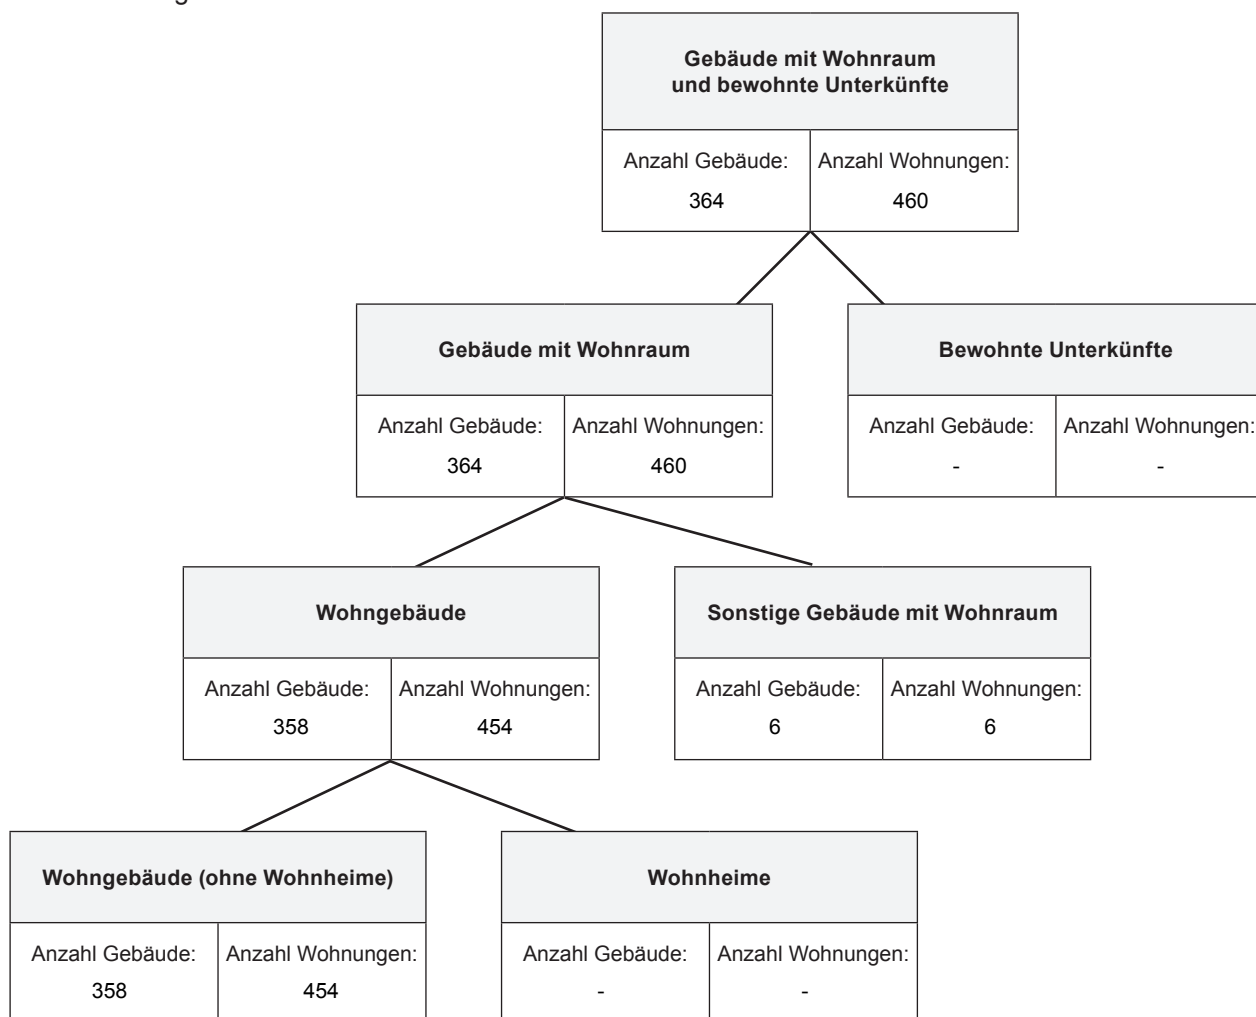 Gebäude mit Wohnraum
und bewohnte Unterkünfte
Anzahl Gebäude: Anzahl Wohnungen:
364 460
Gebäude mit Wohnraum Bewohnte Unterkünfte
Anzahl Gebäude: Anzahl Wohnungen: Anzahl Gebäude: Anzahl Wohnungen:
364 460 - -
Wohngebäude Sonstige Gebäude mit Wohnraum
Anzahl Gebäude: Anzahl Wohnungen: Anzahl Gebäude: Anzahl Wohnungen:
358 454 6 6
Wohngebäude (ohne Wohnheime) Wohnheime
Anzahl Gebäude: Anzahl Wohnungen: Anzahl Gebäude: Anzahl Wohnungen:
358 454 - -